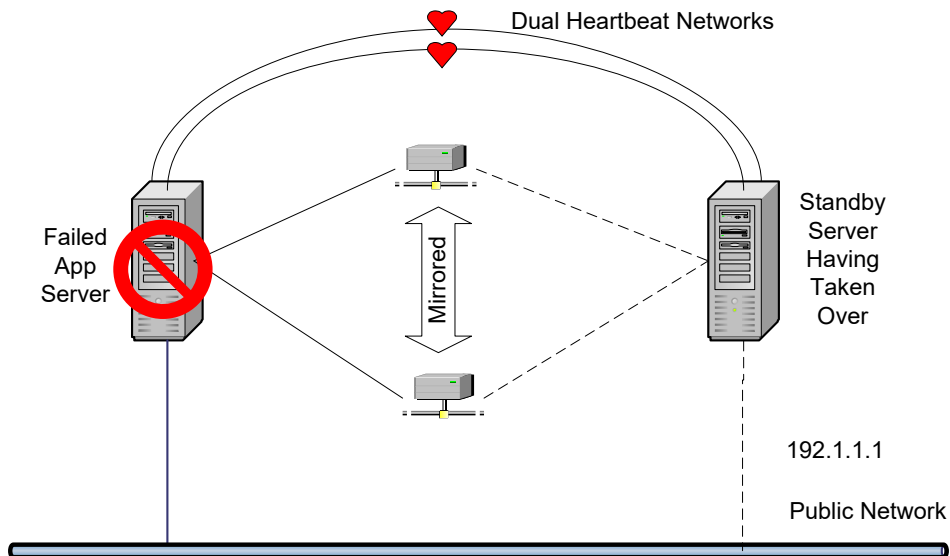 Dual Heartbeat Networks
Failed
App
Server
Mirrored
Standby
Server
Having
Taken
Over
192.1.1.1
Public Network